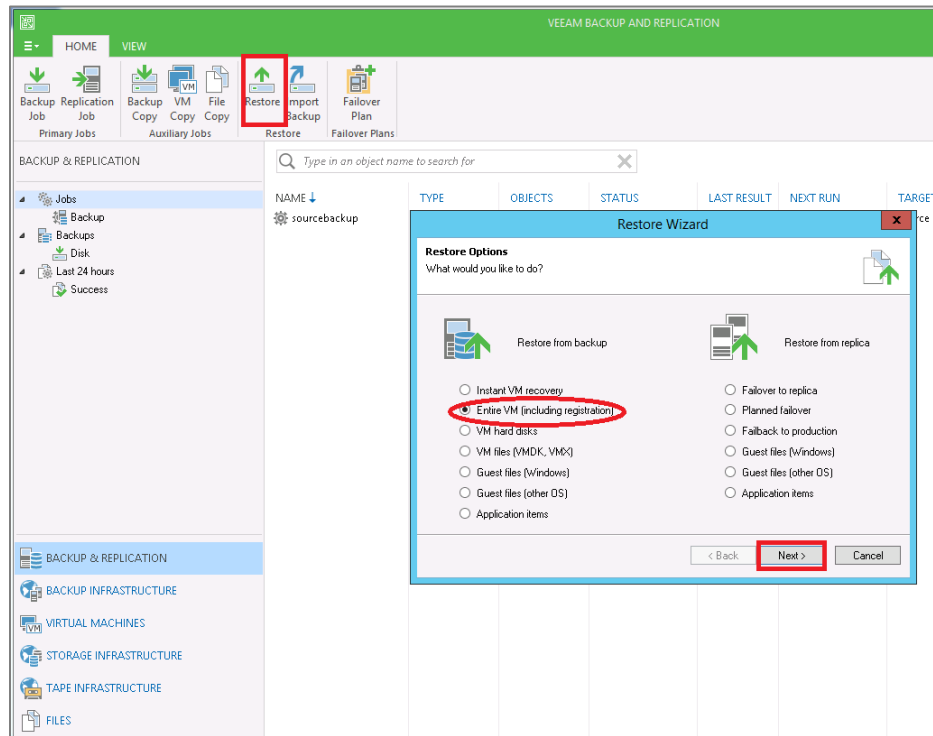 VEEAM BACKUP AND REPLICATION
HOME VIEW
Backup Job
Replication Job
Backup Copy
VM Copy
File Copy
Restore
Import Backup
Failover Plan
Primary Jobs
Auxiliary Jobs
Restore
Failover Plans
BACKUP & REPLICATION
Type in an object name to search for
Jobs
Backup
Backups
Disk
Last 24 hours
Success
NAME TYPE OBJECTS STATUS LAST RESULT NEXT RUN TARGET
sourcebackup
Restore Wizard
x
Restore Options
What would you like to do?
Restore from backup
Instant VM recovery
Entire VM (including registration)
VM hard disks
VM files (VMDK, VMX)
Guest files (Windows)
Guest files (other OS)
Application items
Restore from replica
Failover to replica
Planned failover
Failback to production
Guest files (Windows)
Guest files (other OS)
Application items
< Back
Next >
Cancel
BACKUP & REPLICATION
BACKUP INFRASTRUCTURE
VM
VIRTUAL MACHINES
STORAGE INFRASTRUCTURE
TAPE INFRASTRUCTURE
FILES